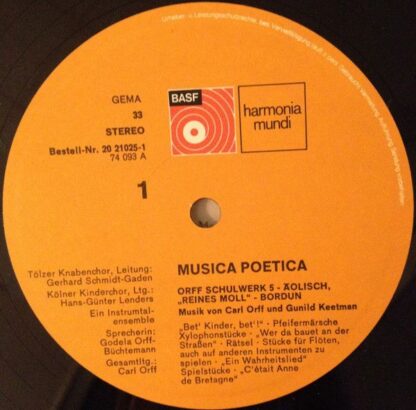 Urheber- u. Leistungsschutzrechte
GEMA
33
STEREO
Bestell-Nr. 20 21025-1
74 093 A
BASF
harmonia
mundi
1
MUSICA POETICA
ORFF SCHULWERK 5 - ÄOLISCH,
„REINES MOLL" - BORDUN
Musik von Carl Orff und Gunild Keetman
„Bet' Kinder, bet'!" · Pfeifermärsche
Xylophonstücke · „Wer da bauet an der
Straßen" · Rätsel · Stücke für Flöten,
auch auf anderen Instrumenten zu
spielen · „Ein Wahrheitslied"
Spielstücke · „C'était Anne
de Bretagne"
Tölzer Knabenchor, Leitung:
Gerhard Schmidt-Gaden
Kölner Kinderchor, Ltg.:
Hans-Günter Lenders
Ein Instrumtal-
ensemble
Sprecherin:
Godela Orff-
Büchtemann
Gesamtltg.:
Carl Orff